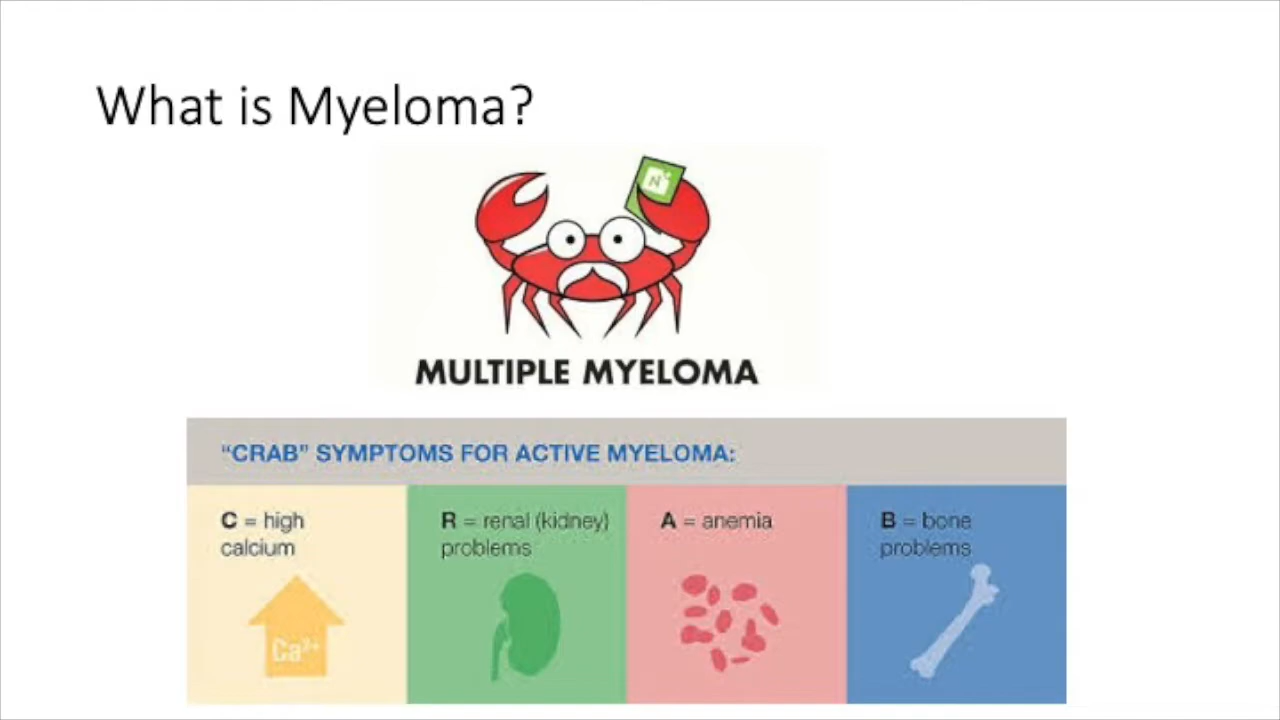 What is Myeloma?
N
MULTIPLE MYELOMA
“CRAB” SYMPTOMS FOR ACTIVE MYELOMA:
C = high
calcium
Ca²⁺
R = renal (kidney)
problems
A = anemia
B = bone
problems